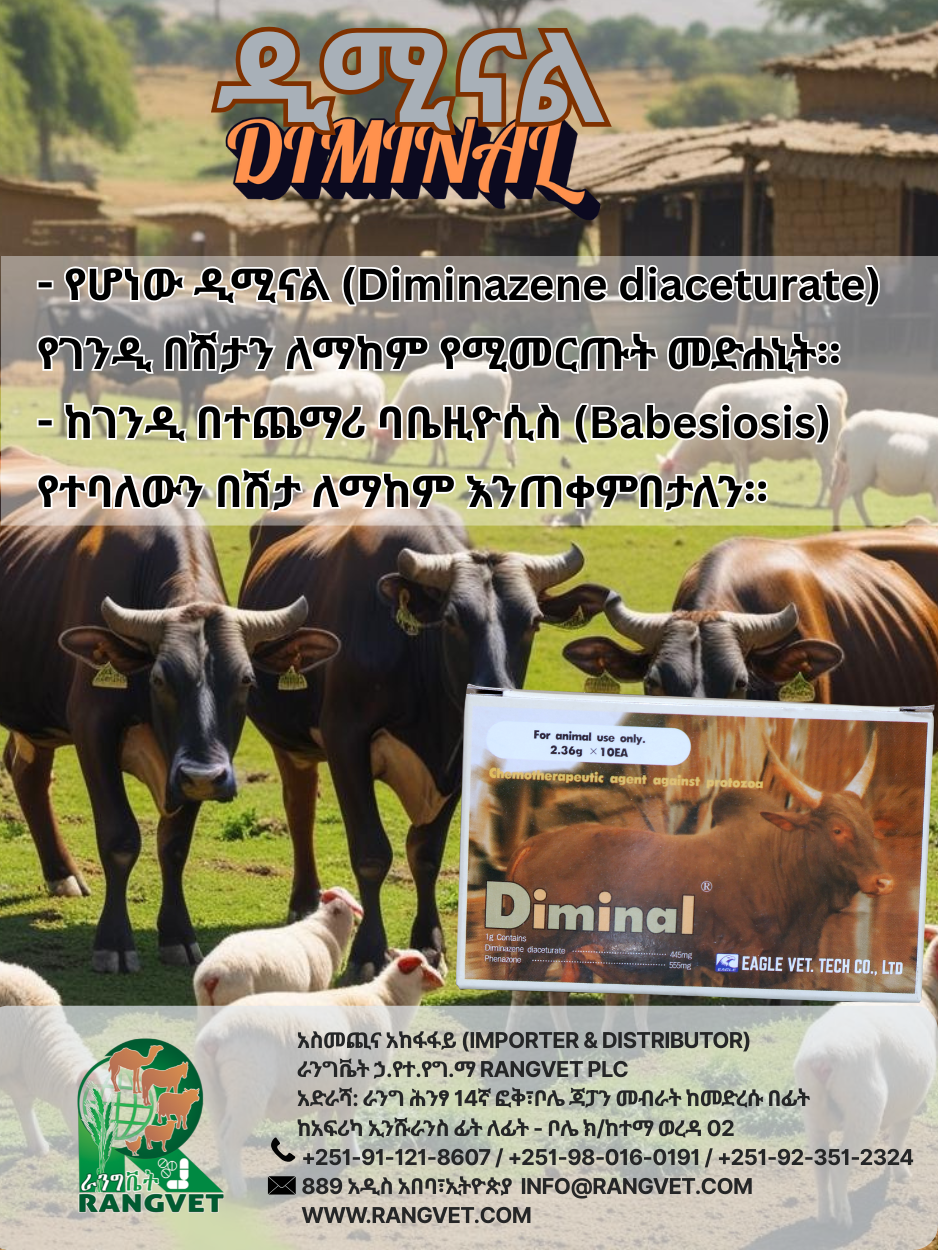 ዲሚናል
DIMINAL
- የሆነው ዲሚናል (Diminazene diaceturate)
የገንዲ በሽታን ለማከም የሚመርጡት መድሐኒት።
- ከገንዲ በተጨማሪ ባቤዚዮሲስ (Babesiosis)
የተባለውን በሽታ ለማከም እንጠቀምበታለን።
For animal use only.
2.36g ×10EA
Chemotherapeutic agent against protozoa
Diminal®
1g Contains
Diminazene diaceturate 445mg
Phenazone 555mg
EAGLE
EAGLE VET. TECH CO., LTD
አስመጪና አከፋፋይ (IMPORTER & DISTRIBUTOR)
ራንግቬት ኃ.የተ.የግ.ማ RANGVET PLC
አድራሻ: ራንግ ሕንፃ 14ኛ ፎቅ፣ቦሌ ጃፓን መብራት ከመድረሱ በፊት
ከአፍሪካ ኢንሹራንስ ፊት ለፊት - ቦሌ ክ/ከተማ ወረዳ 02
+251-91-121-8607 / +251-98-016-0191 / +251-92-351-2324
889 አዲስ አበባ፣ኢትዮጵያ INFO@RANGVET.COM
WWW.RANGVET.COM
ራንግቬት
RANGVET